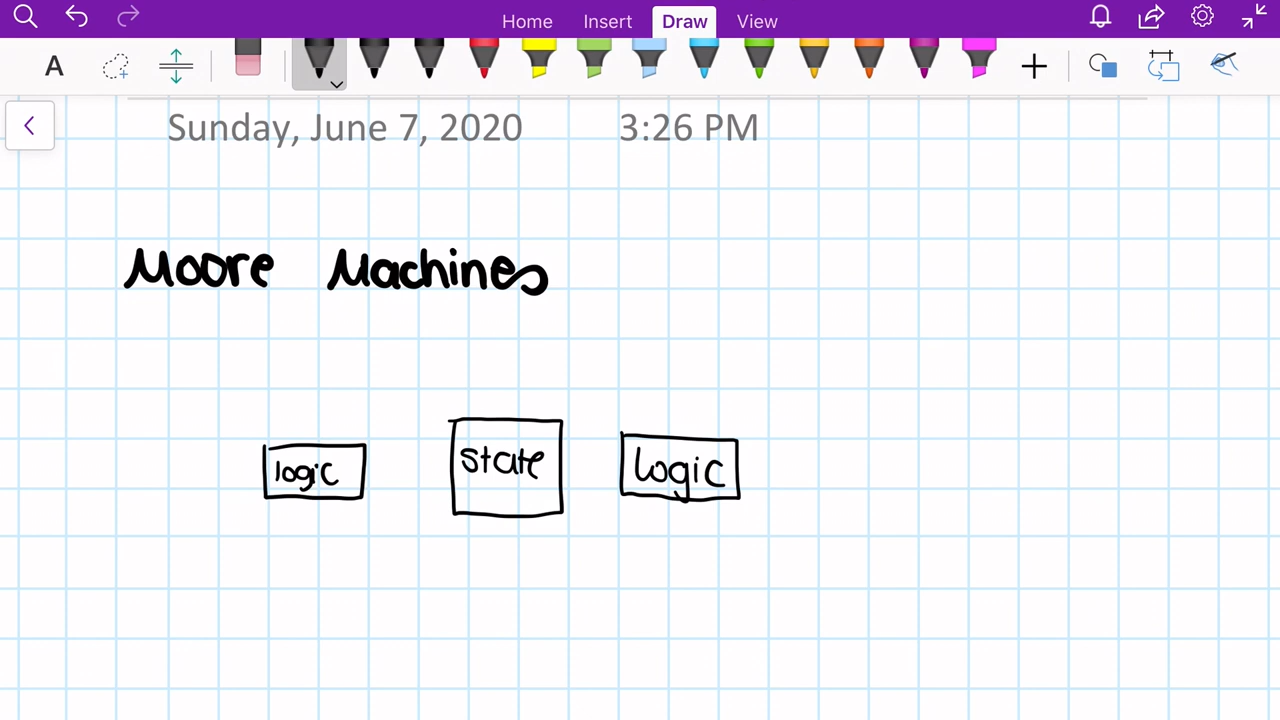 Home Insert Draw View
A
Sunday, June 7, 2020 3:26 PM
Moore Machines
logic state logic